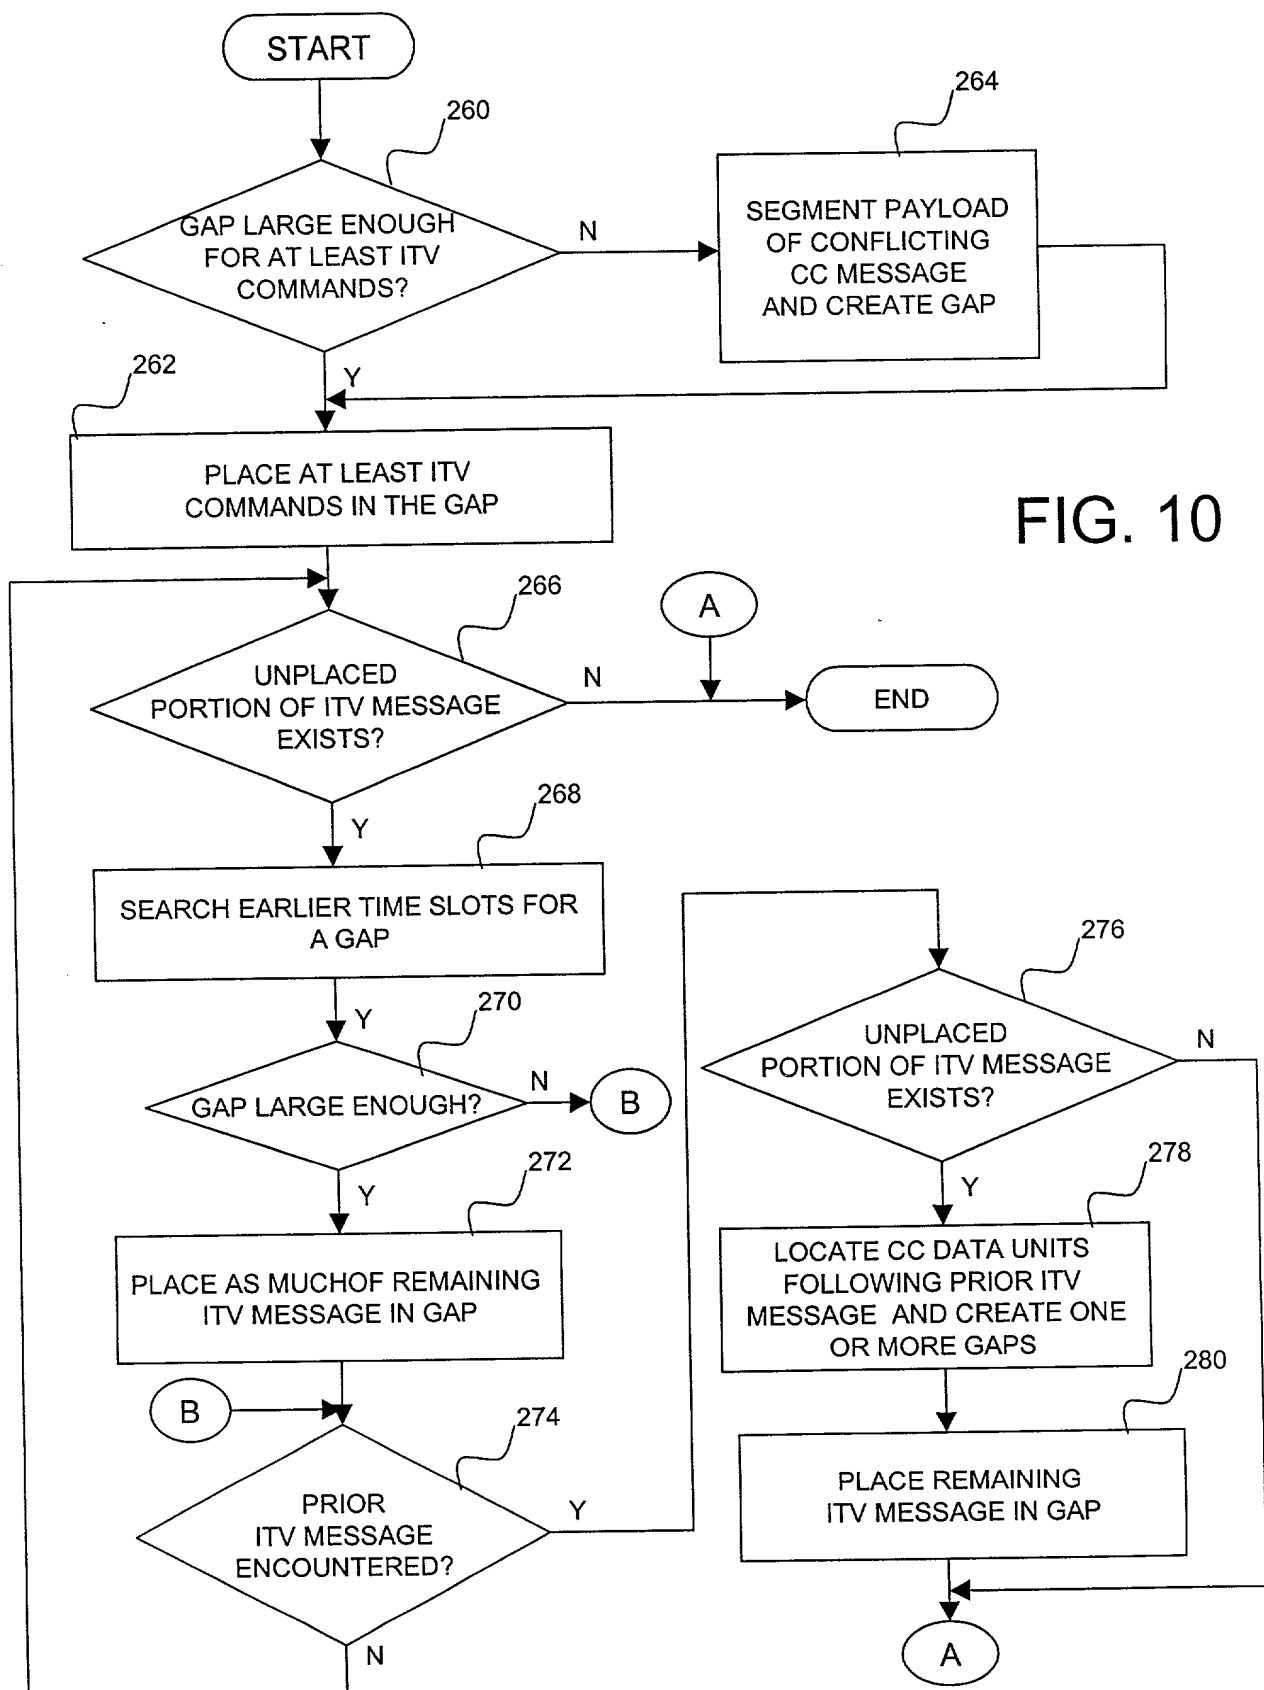 START
260
GAP LARGE ENOUGH
FOR AT LEAST ITV
COMMANDS?
N
264
SEGMENT PAYLOAD
OF CONFLICTING
CC MESSAGE
AND CREATE GAP
Y
262
PLACE AT LEAST ITV
COMMANDS IN THE GAP
FIG. 10
266
UNPLACED
PORTION OF ITV MESSAGE
EXISTS?
N
A
END
Y
268
SEARCH EARLIER TIME SLOTS FOR
A GAP
Y
270
GAP LARGE ENOUGH?
N
B
Y
272
PLACE AS MUCHOF REMAINING
ITV MESSAGE IN GAP
B
274
PRIOR
ITV MESSAGE
ENCOUNTERED?
Y
N
276
UNPLACED
PORTION OF ITV MESSAGE
EXISTS?
N
Y
278
LOCATE CC DATA UNITS
FOLLOWING PRIOR ITV
MESSAGE AND CREATE ONE
OR MORE GAPS
280
PLACE REMAINING
ITV MESSAGE IN GAP
A